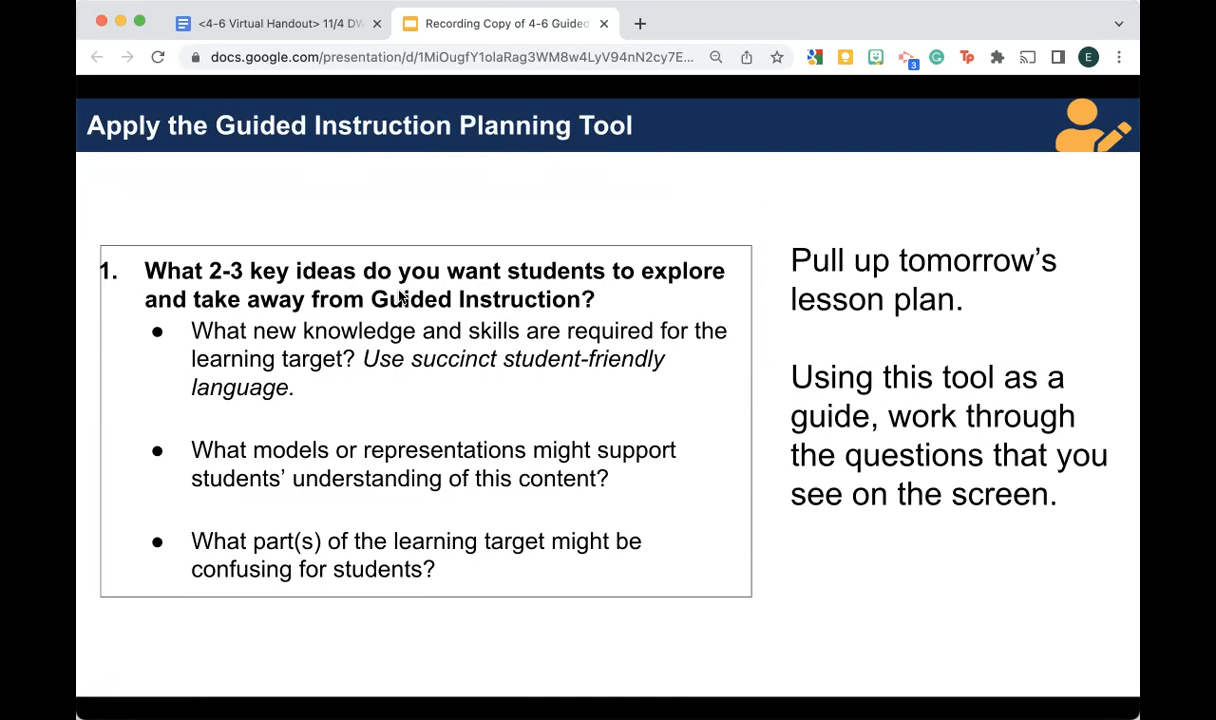 <4-6 Virtual Handout> 11/4 DW
Recording Copy of 4-6 Guided
docs.google.com/presentation/d/1MiOugfY1olaRag3WM8w4LyV94nN2cy7E...
3
Tp
E
Apply the Guided Instruction Planning Tool
1. What 2-3 key ideas do you want students to explore
and take away from Guided Instruction?
● What new knowledge and skills are required for the
learning target? Use succinct student-friendly
language.
● What models or representations might support
students’ understanding of this content?
● What part(s) of the learning target might be
confusing for students?
Pull up tomorrow’s
lesson plan.
Using this tool as a
guide, work through
the questions that you
see on the screen.